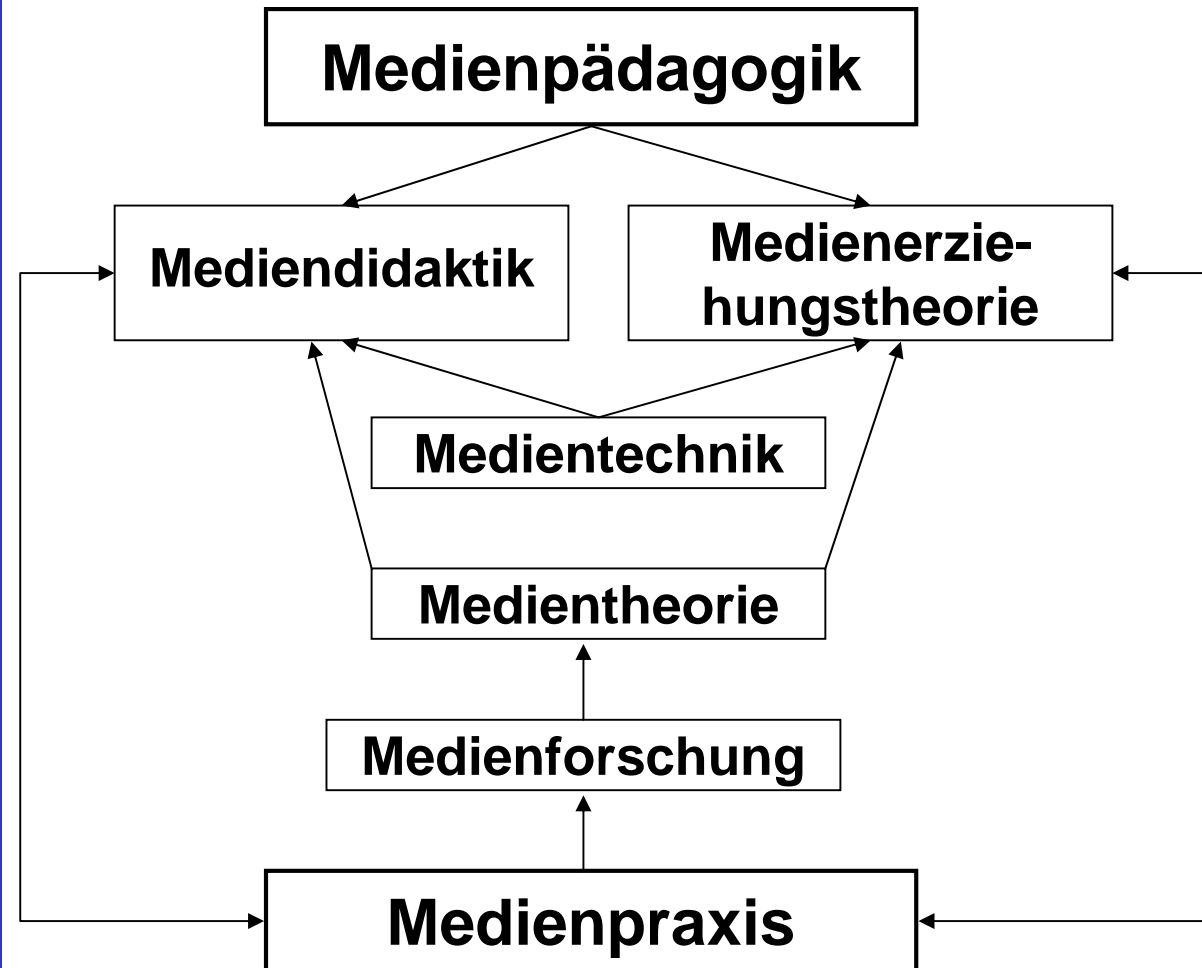 Medienpädagogik
Mediendidaktik
Medienerzie-
hungstheorie
Medientechnik
Medientheorie
Medienforschung
Medienpraxis